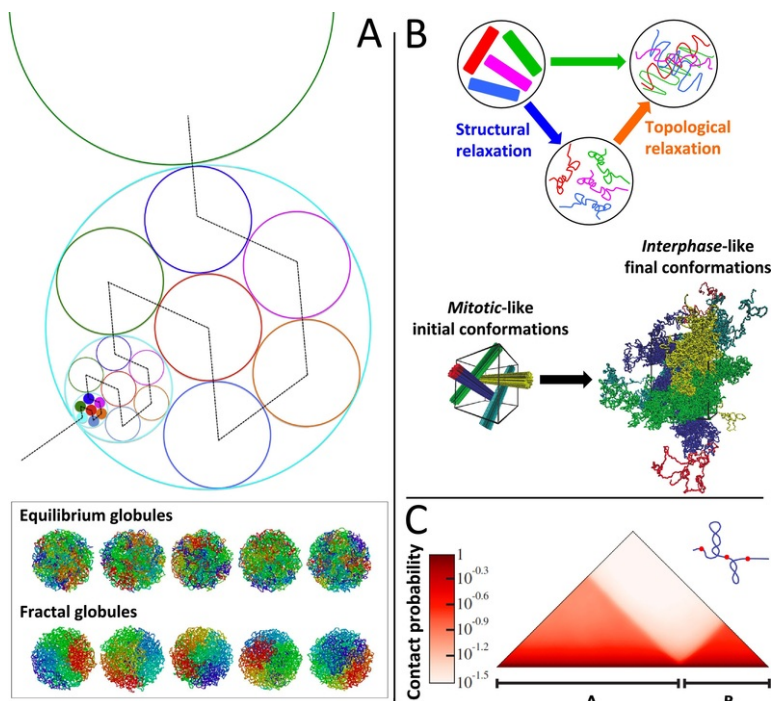 A
B
Structural
relaxation
Topological
relaxation
Interphase-like
final conformations
Mitotic-like
initial conformations
Equilibrium globules
Fractal globules
C
Contact probability
1
10-0.3
10-0.7
10-0.9
10-1.2
10-1.5
A
B